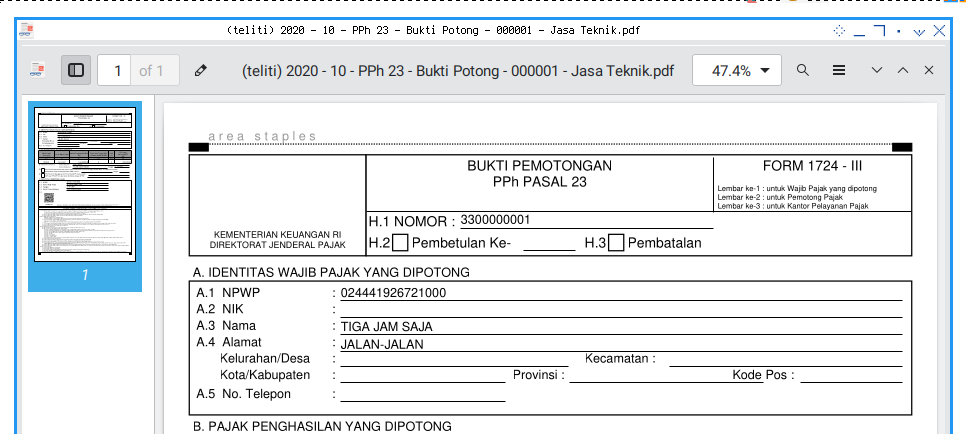 (teliti) 2020 - 10 - PPh 23 - Bukti Potong - 000001 - Jasa Teknik.pdf
1 of 1 (teliti) 2020 - 10 - PPh 23 - Bukti Potong - 000001 - Jasa Teknik.pdf 47.4%
area staples
BUKTI PEMOTONGAN
PPh PASAL 23
FORM 1724 - III
Lembar ke-1 : untuk Wajib Pajak yang dipotong
Lembar ke-2 : untuk Pemotong Pajak
Lembar ke-3 : untuk Kantor Pelayanan Pajak
KEMENTERIAN KEUANGAN RI
DIREKTORAT JENDERAL PAJAK
H.1 NOMOR : 3300000001
H.2 Pembetulan Ke- H.3 Pembatalan
A. IDENTITAS WAJIB PAJAK YANG DIPOTONG
A.1 NPWP : 024441926721000
A.2 NIK :
A.3 Nama : TIGA JAM SAJA
A.4 Alamat : JALAN-JALAN
Kelurahan/Desa : Kecamatan :
Kota/Kabupaten : Provinsi : Kode Pos :
A.5 No. Telepon :
B. PAJAK PENGHASILAN YANG DIPOTONG
1